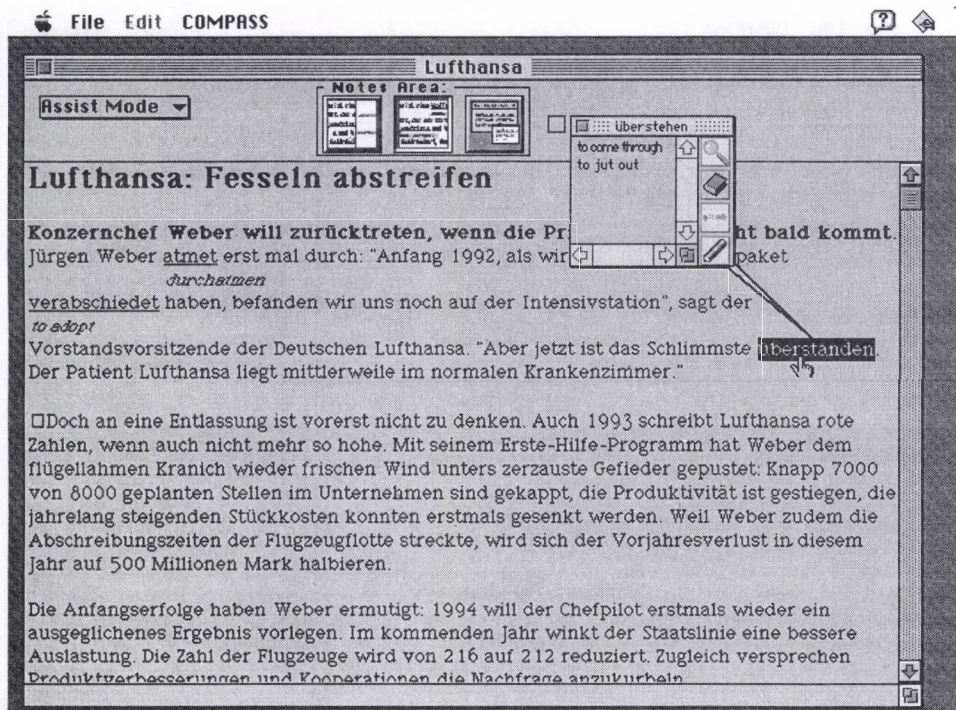 File Edit COMPASS
Lufthansa
Assist Mode
Notes Area:
überstehen
to come through
to jut out
Lufthansa: Fesseln abstreifen
Konzernchef Weber will zurücktreten, wenn die Pr ht bald kommt.
Jürgen Weber atmet erst mal durch: "Anfang 1992, als wir paket
durchatmen
verabschiedet haben, befanden wir uns noch auf der Intensivstation", sagt der
to adopt
Vorstandsvorsitzende der Deutschen Lufthansa. "Aber jetzt ist das Schlimmste überstanden.
Der Patient Lufthansa liegt mittlerweile im normalen Krankenzimmer."
Doch an eine Entlassung ist vorerst nicht zu denken. Auch 1993 schreibt Lufthansa rote
Zahlen, wenn auch nicht mehr so hohe. Mit seinem Erste-Hilfe-Programm hat Weber dem
flügellahmen Kranich wieder frischen Wind unters zerzauste Gefieder gepustet: Knapp 7000
von 8000 geplanten Stellen im Unternehmen sind gekappt, die Produktivität ist gestiegen, die
jahrelang steigenden Stückkosten konnten erstmals gesenkt werden. Weil Weber zudem die
Abschreibungszeiten der Flugzeugflotte streckte, wird sich der Vorjahresverlust in diesem
Jahr auf 500 Millionen Mark halbieren.
Die Anfangserfolge haben Weber ermutigt: 1994 will der Chefpilot erstmals wieder ein
ausgeglichenes Ergebnis vorlegen. Im kommenden Jahr winkt der Staatslinie eine bessere
Auslastung. Die Zahl der Flugzeuge wird von 216 auf 212 reduziert. Zugleich versprechen
Produktverbesserungen und Kooperationen die Nachfrage anzukurbeln.